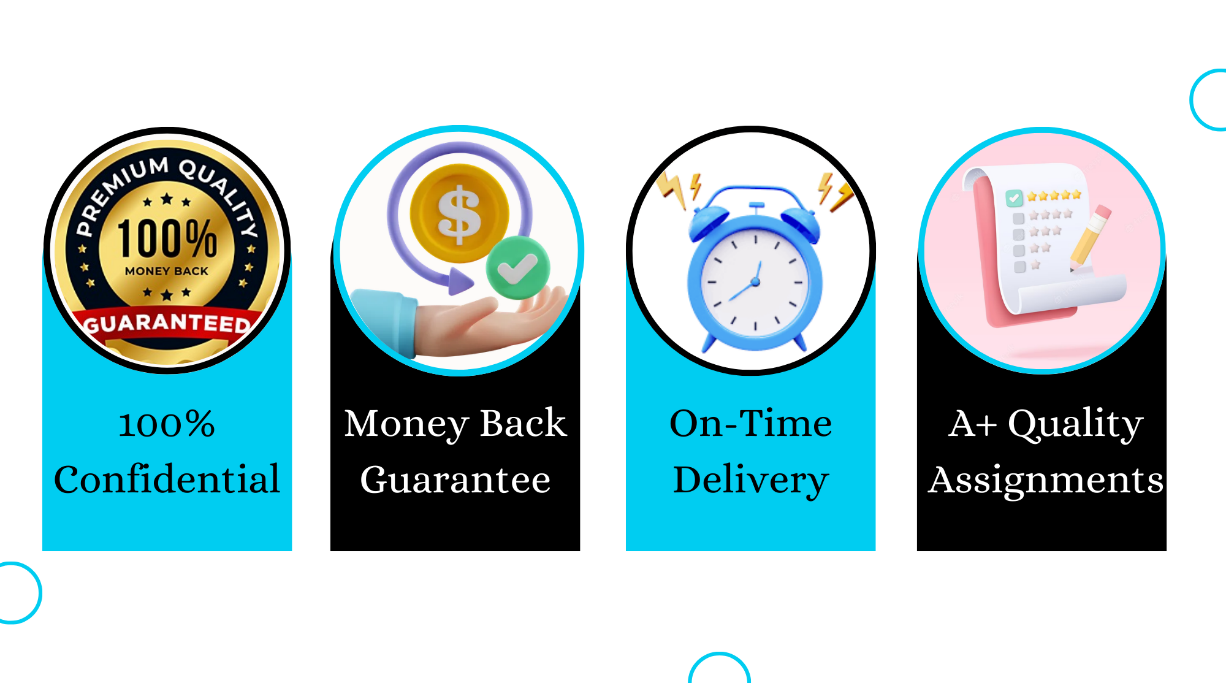 PREMIUM QUALITY
100%
MONEY BACK
GUARANTEED
100%
Confidential
Money Back
Guarantee
On-Time
Delivery
A+ Quality
Assignments